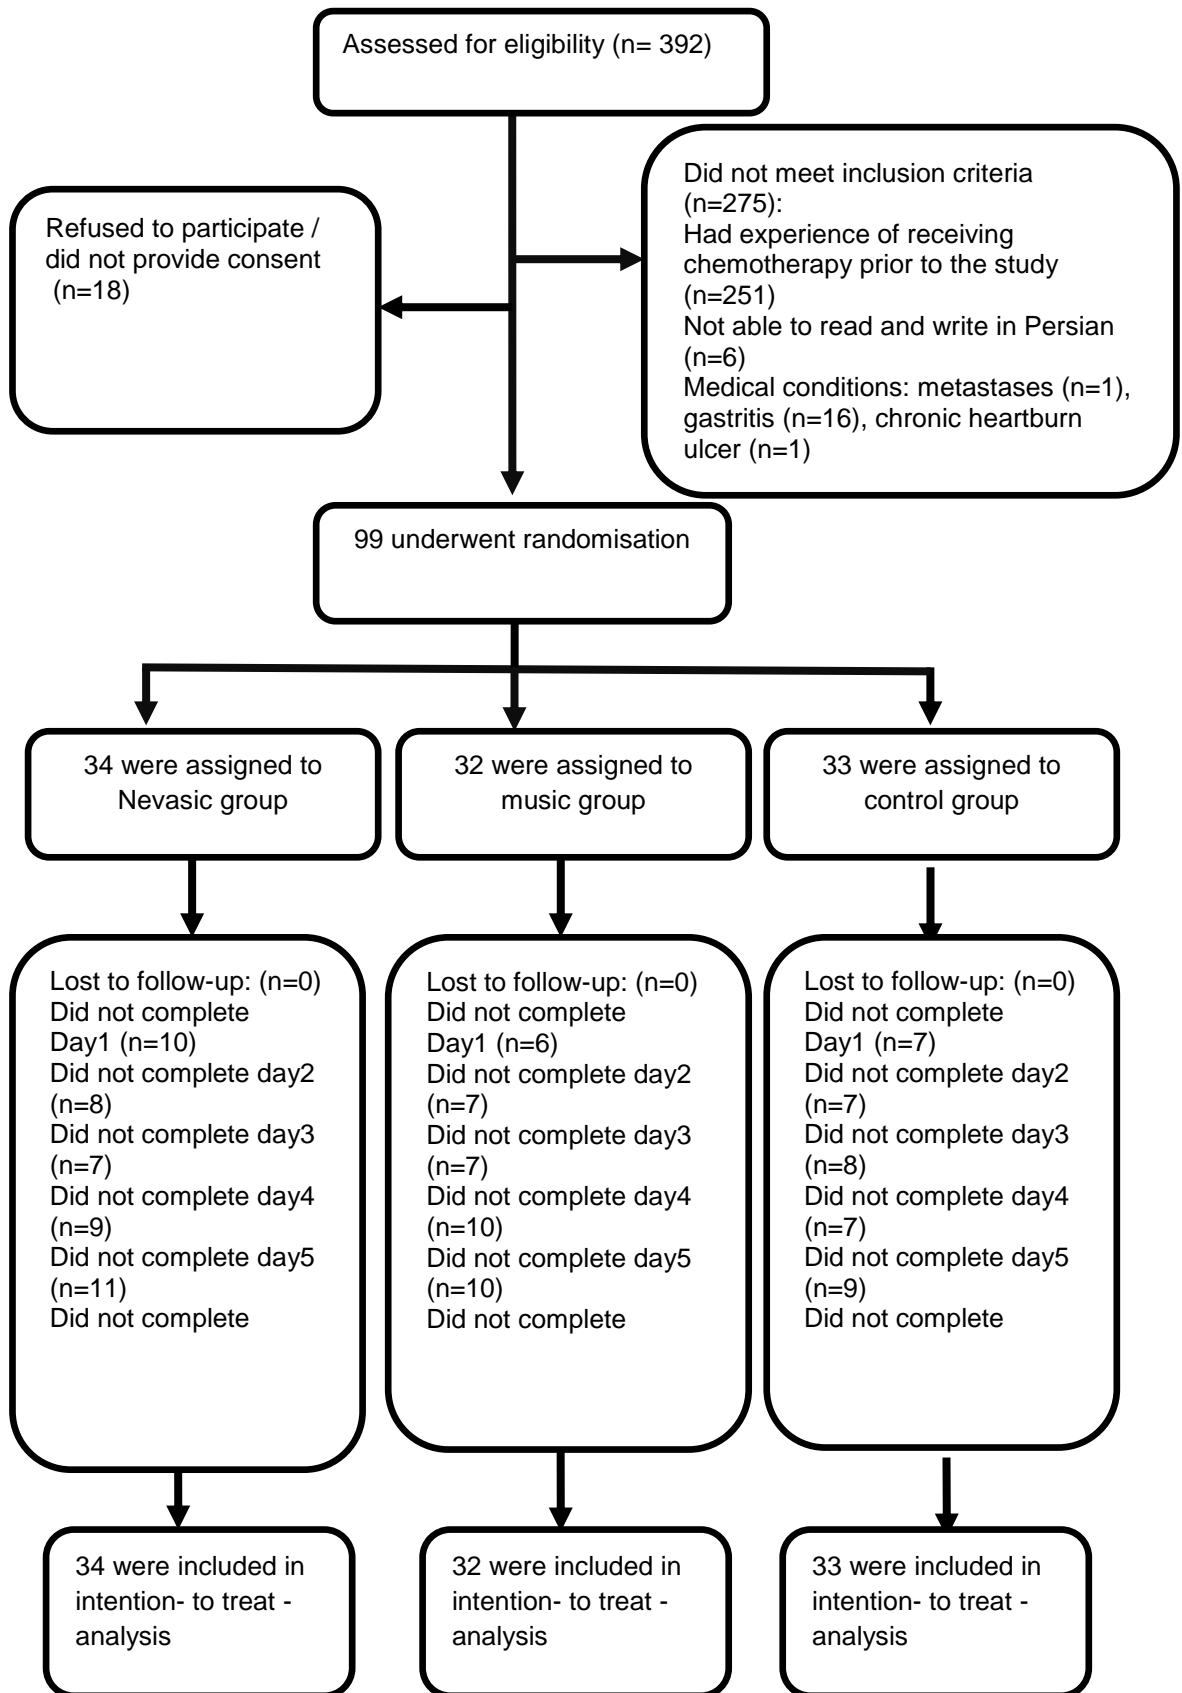 Assessed for eligibility (n= 392)
Did not meet inclusion criteria
(n=275):
Had experience of receiving
chemotherapy prior to the study
(n=251)
Not able to read and write in Persian
(n=6)
Medical conditions: metastases (n=1),
gastritis (n=16), chronic heartburn
ulcer (n=1)
Refused to participate /
did not provide consent
(n=18)
99 underwent randomisation
34 were assigned to
Nevasic group
32 were assigned to
music group
33 were assigned to
control group
Lost to follow-up: (n=0)
Did not complete
Day1 (n=10)
Did not complete day2
(n=8)
Did not complete day3
(n=7)
Did not complete day4
(n=9)
Did not complete day5
(n=11)
Did not complete
Lost to follow-up: (n=0)
Did not complete
Day1 (n=6)
Did not complete day2
(n=7)
Did not complete day3
(n=7)
Did not complete day4
(n=10)
Did not complete day5
(n=10)
Did not complete
Lost to follow-up: (n=0)
Did not complete
Day1 (n=7)
Did not complete day2
(n=7)
Did not complete day3
(n=8)
Did not complete day4
(n=7)
Did not complete day5
(n=9)
Did not complete
34 were included in
intention- to treat -
analysis
32 were included in
intention- to treat -
analysis
33 were included in
intention- to treat -
analysis